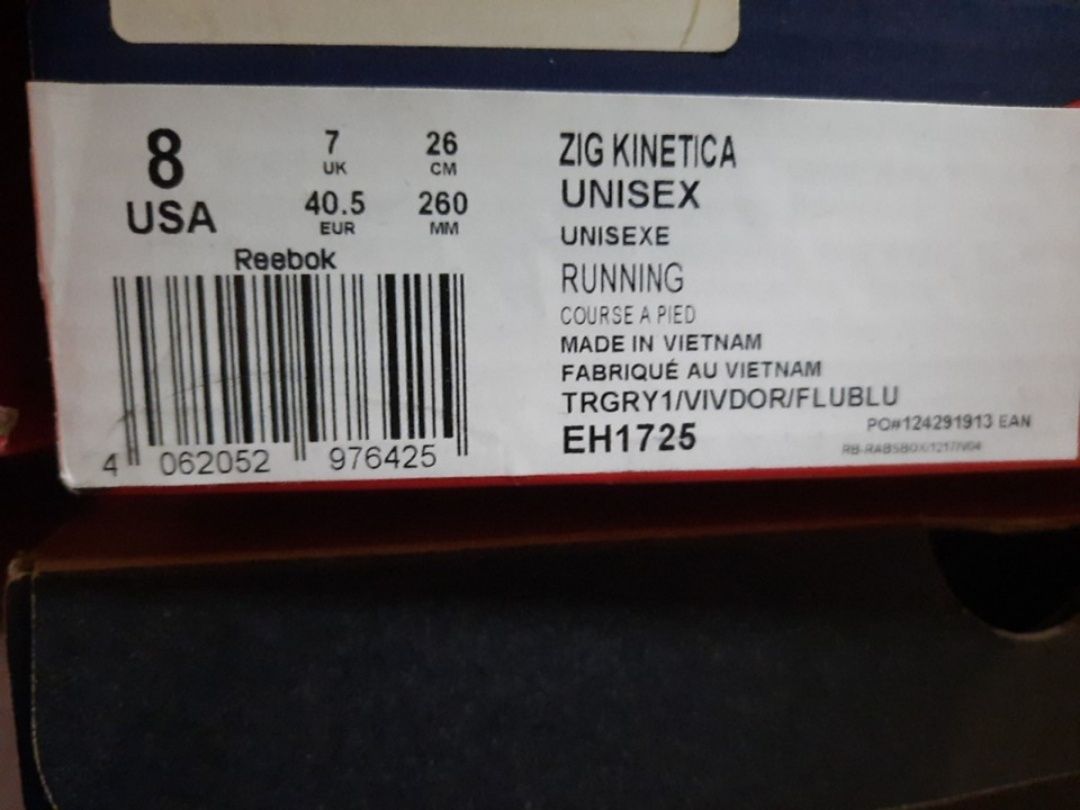 8 USA
7 UK
26 CM
40.5 EUR
260 MM
Reebok
4 062052 976425
ZIG KINETICA
UNISEX
UNISEXE
RUNNING
COURSE A PIED
MADE IN VIETNAM
FABRIQUÉ AU VIETNAM
TRGRY1/VIVDOR/FLUBLU
EH1725
PO#124291913 EAN